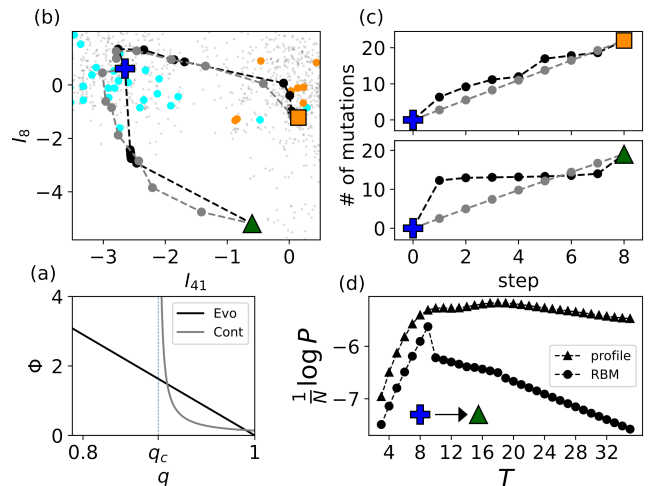 (b)
(c)
0
−2
−4
I₈
−3
−2
−1
0
I₄₁
20
10
0
20
10
0
# of mutations
0
2
4
6
8
step
(a)
(d)
4
2
0
Φ
Evo
Cont
0.8
q_c
1
q
−6
−7
1/N log P
profile
RBM
4
8
12
16
20
24
28
32
T